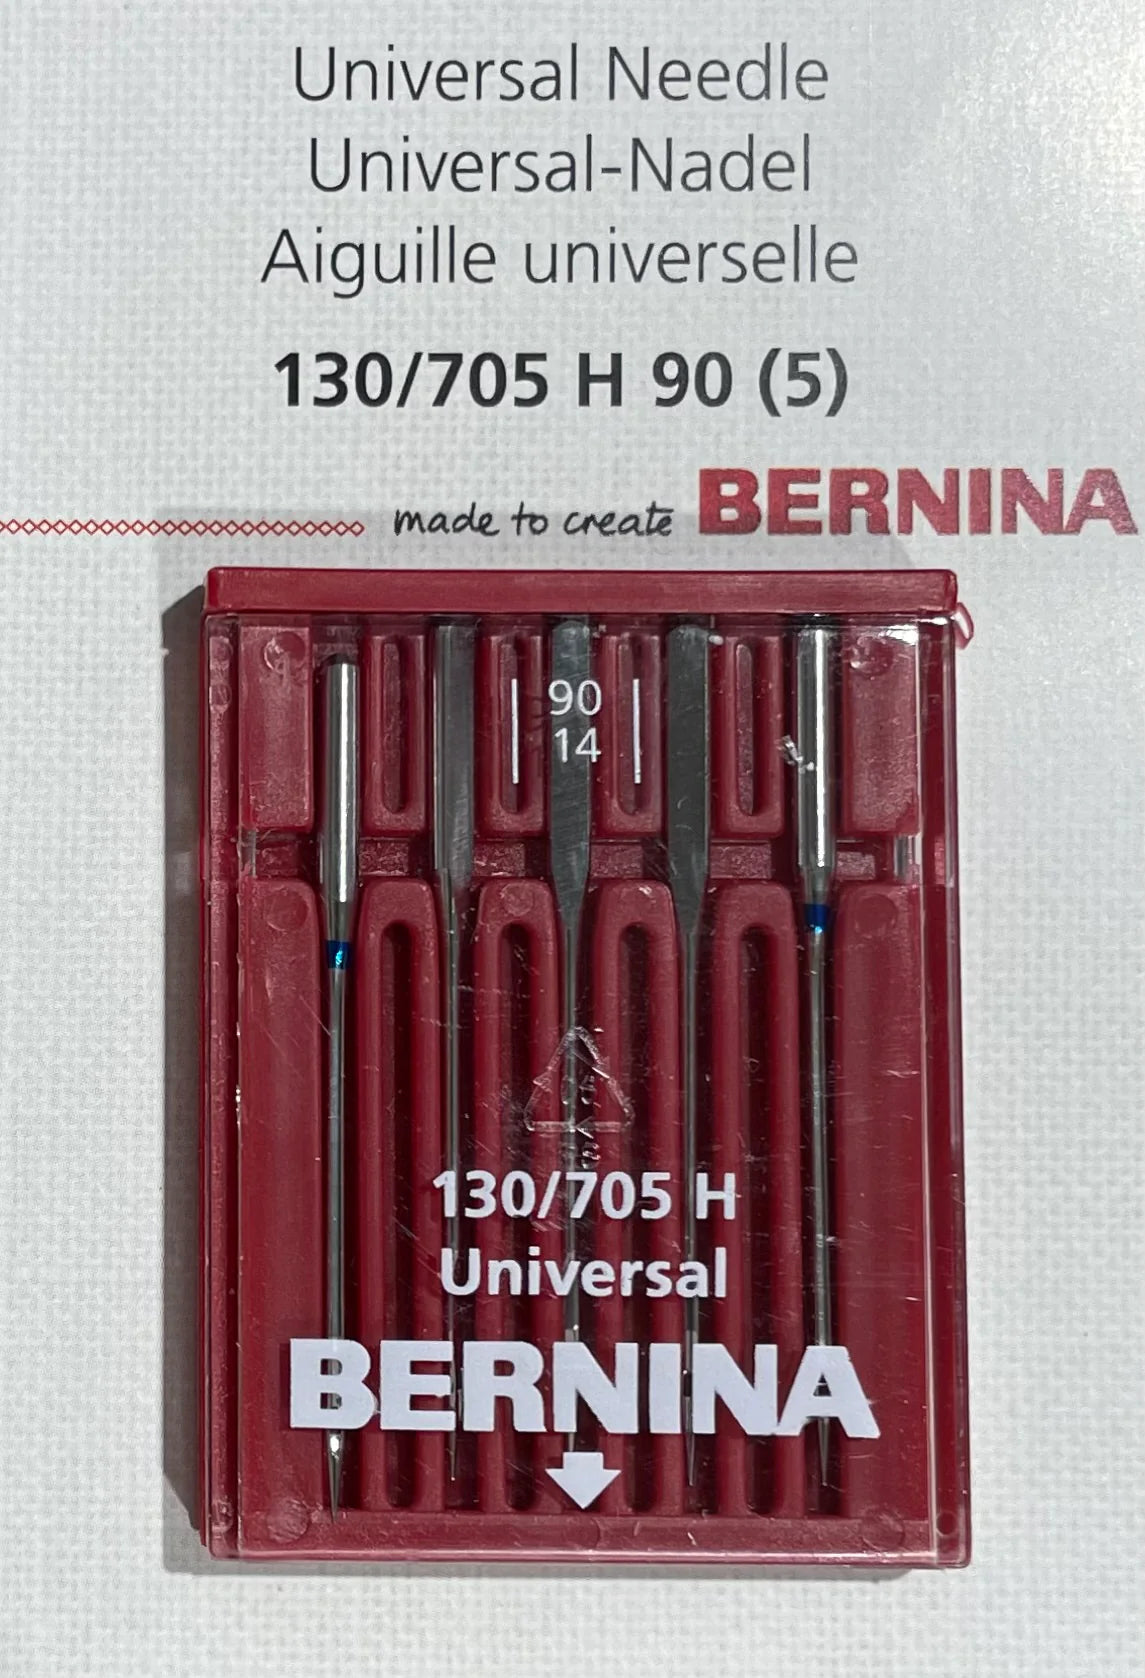 Universal Needle
Universal-Nadel
Aiguille universelle
130/705 H 90 (5)
made to create BERNINA
90
14
130/705 H
Universal
BERNINA